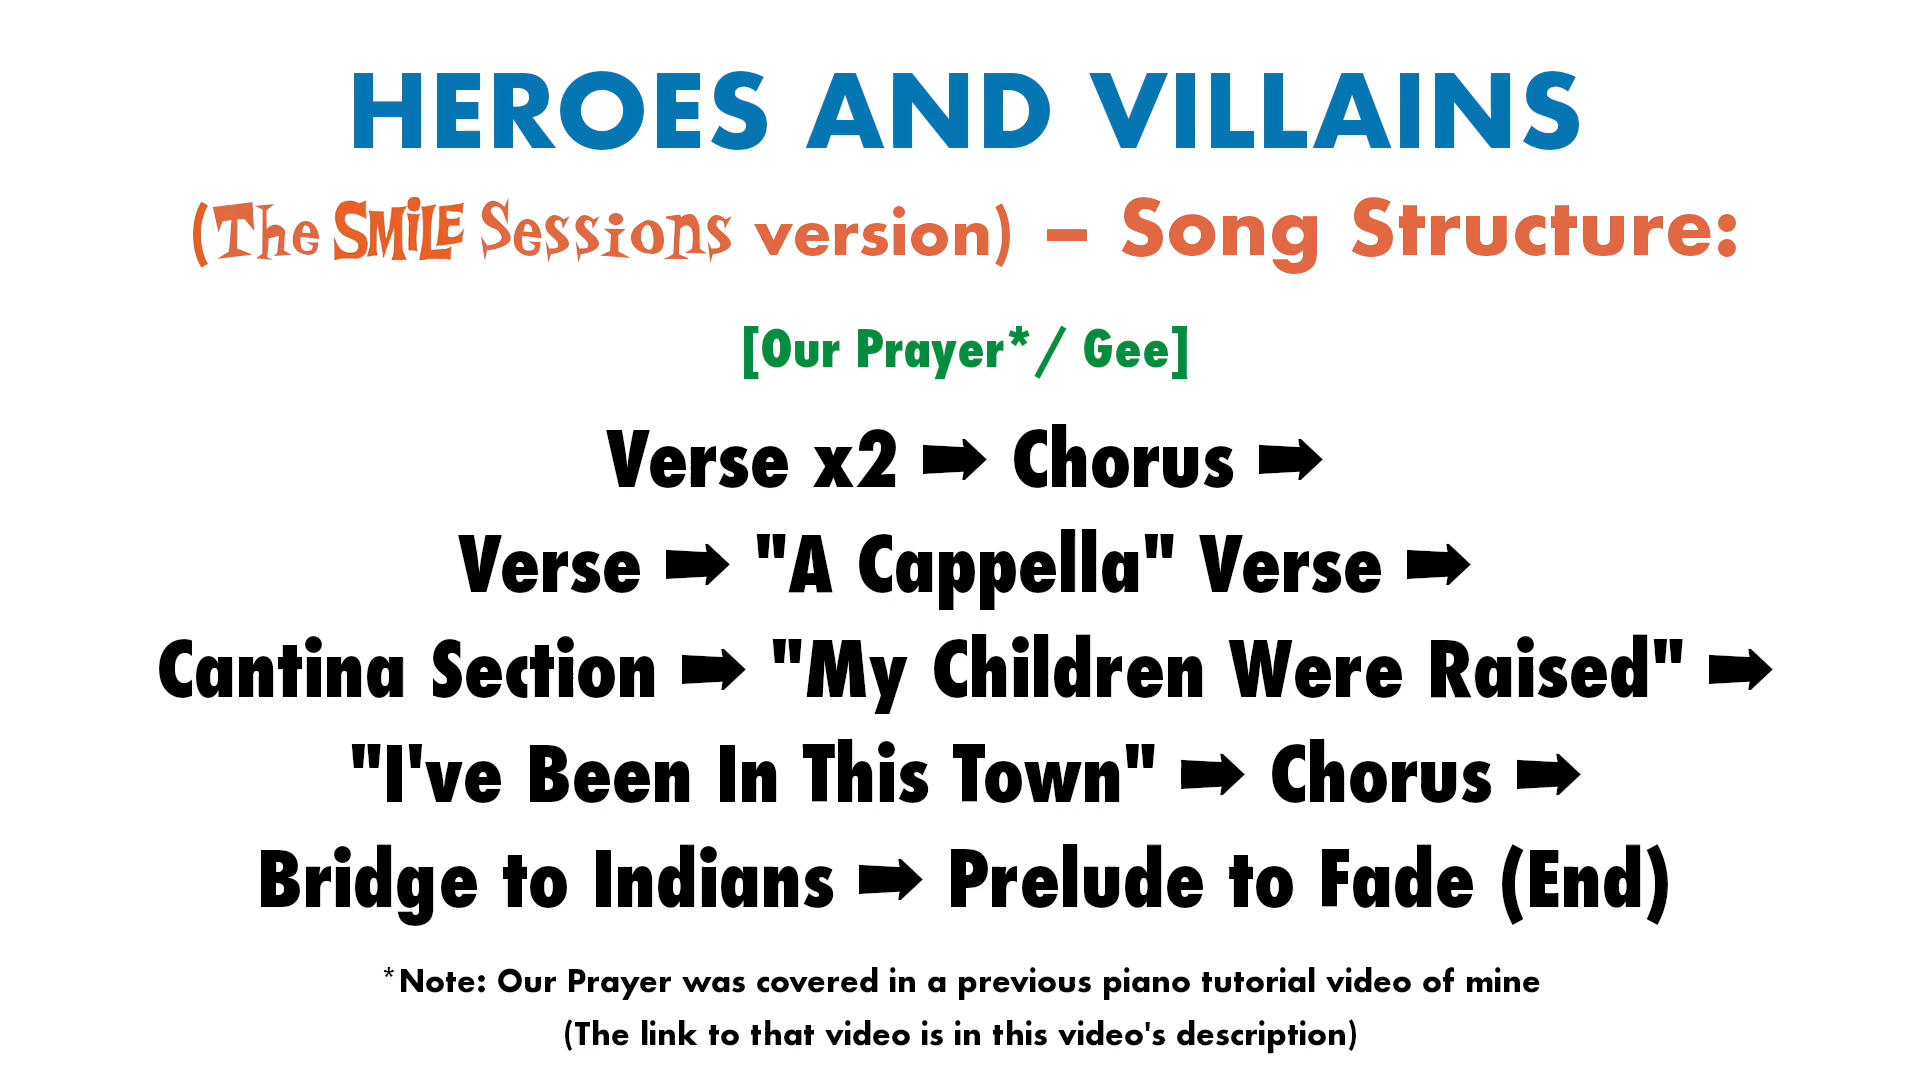 HEROES AND VILLAINS
(The SMiLE Sessions version) – Song Structure:
[Our Prayer*/ Gee]
Verse x2 ➡ Chorus ➡
Verse ➡ "A Cappella" Verse ➡
Cantina Section ➡ "My Children Were Raised" ➡
"I've Been In This Town" ➡ Chorus ➡
Bridge to Indians ➡ Prelude to Fade (End)
*Note: Our Prayer was covered in a previous piano tutorial video of mine
(The link to that video is in this video's description)